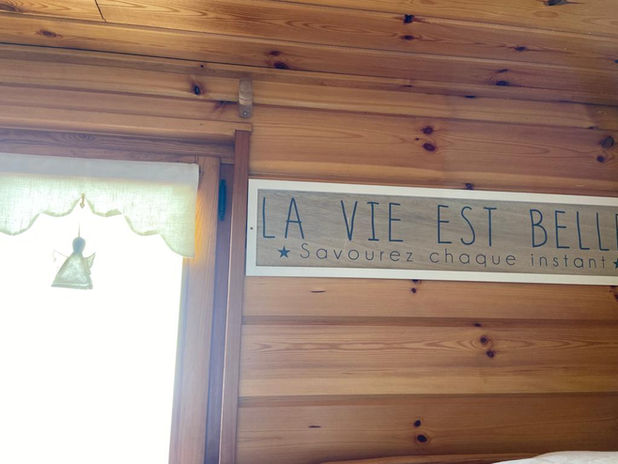 LA VIE EST BELLE
★ Savourez chaque instant ★